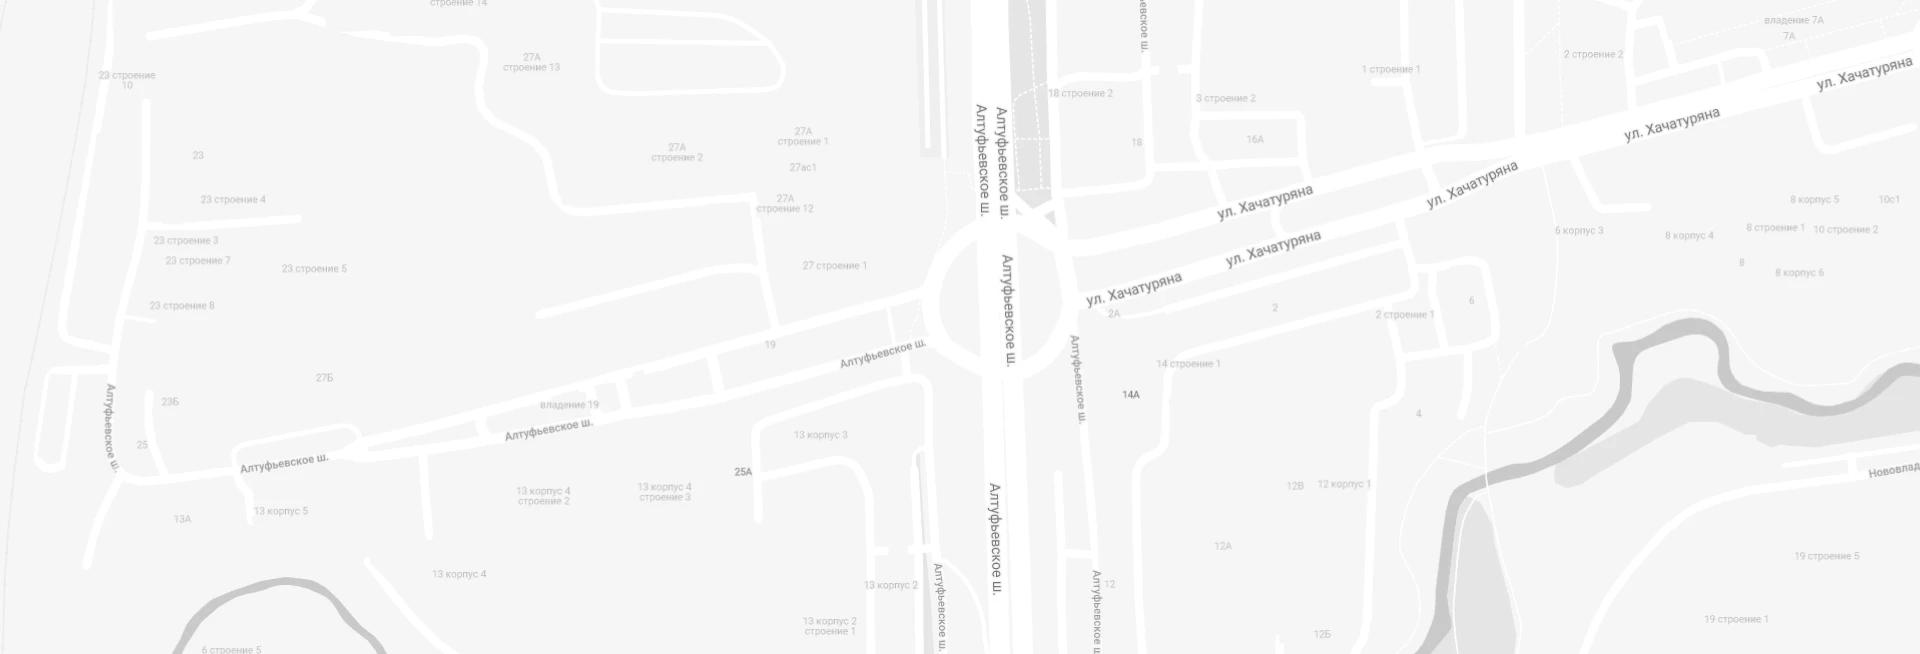 строение 14
владение 7А
7А
27А
строение 13
23 строение
10
2 строение 2
1 строение 1
ул. Хачатуряна
18 строение 2
3 строение 2
Алтуфьевское ш.
Алтуфьевское ш.
ул. Хачатуряна
27А
строение 1
27А
строение 2
23
18
16А
27ас1
ул. Хачатуряна
ул. Хачатуряна
23 строение 4
27А
строение 12
8 корпус 5
10с1
6 корпус 3
8 корпус 4
8 строение 1
10 строение 2
23 строение 3
23 строение 7
23 строение 5
27 строение 1
ул. Хачатуряна
8
8 корпус 6
ул. Хачатуряна
Алтуфьевское ш.
23 строение 8
2А
2
2 строение 1
6
19
Алтуфьевское ш.
14 строение 1
27Б
Алтуфьевское ш.
Алтуфьевское ш.
14А
23Б
владение 19
4
Алтуфьевское ш.
13 корпус 3
25
Алтуфьевское ш.
25А
12В
12 корпус 1
13 корпус 4
строение 2
13 корпус 4
строение 3
13А
13 корпус 5
Алтуфьевское ш.
12А
19 строение 5
13 корпус 4
13 корпус 2
12
Алтуфьевское ш.
Алтуфьевское ш
13 корпус 2
строение 1
19 строение 1
12Б
6 строение 5
Нововлад